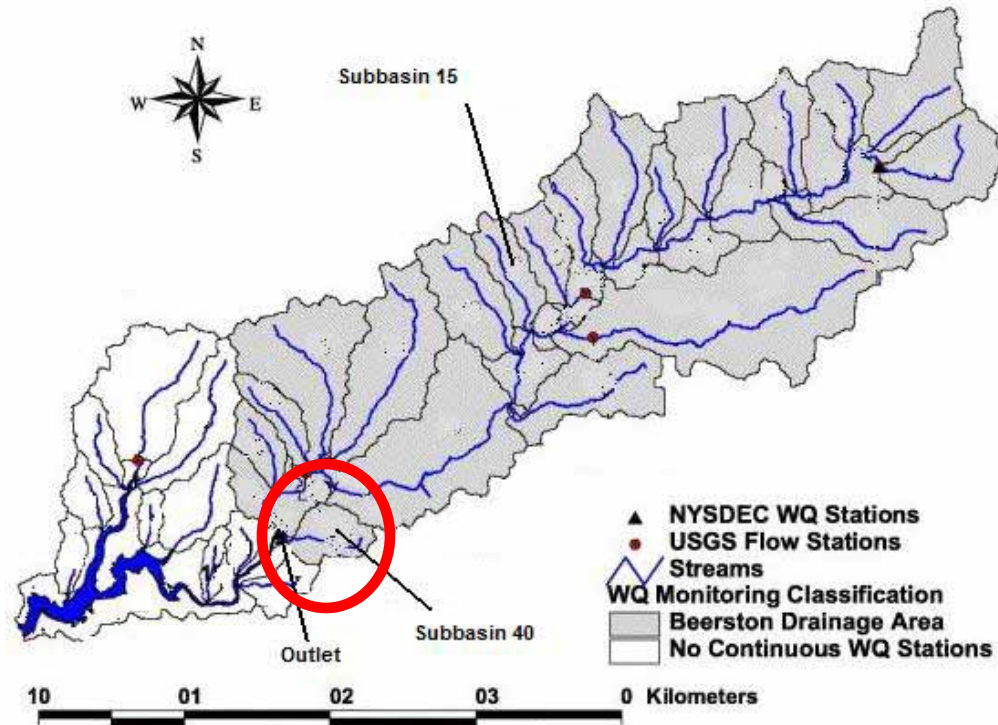 N
W E
S
Subbasin 15
Subbasin 40
Outlet
NYSDEC WQ Stations
USGS Flow Stations
Streams
WQ Monitoring Classification
Beerston Drainage Area
No Continuous WQ Stations
10 01 02 03 0 Kilometers